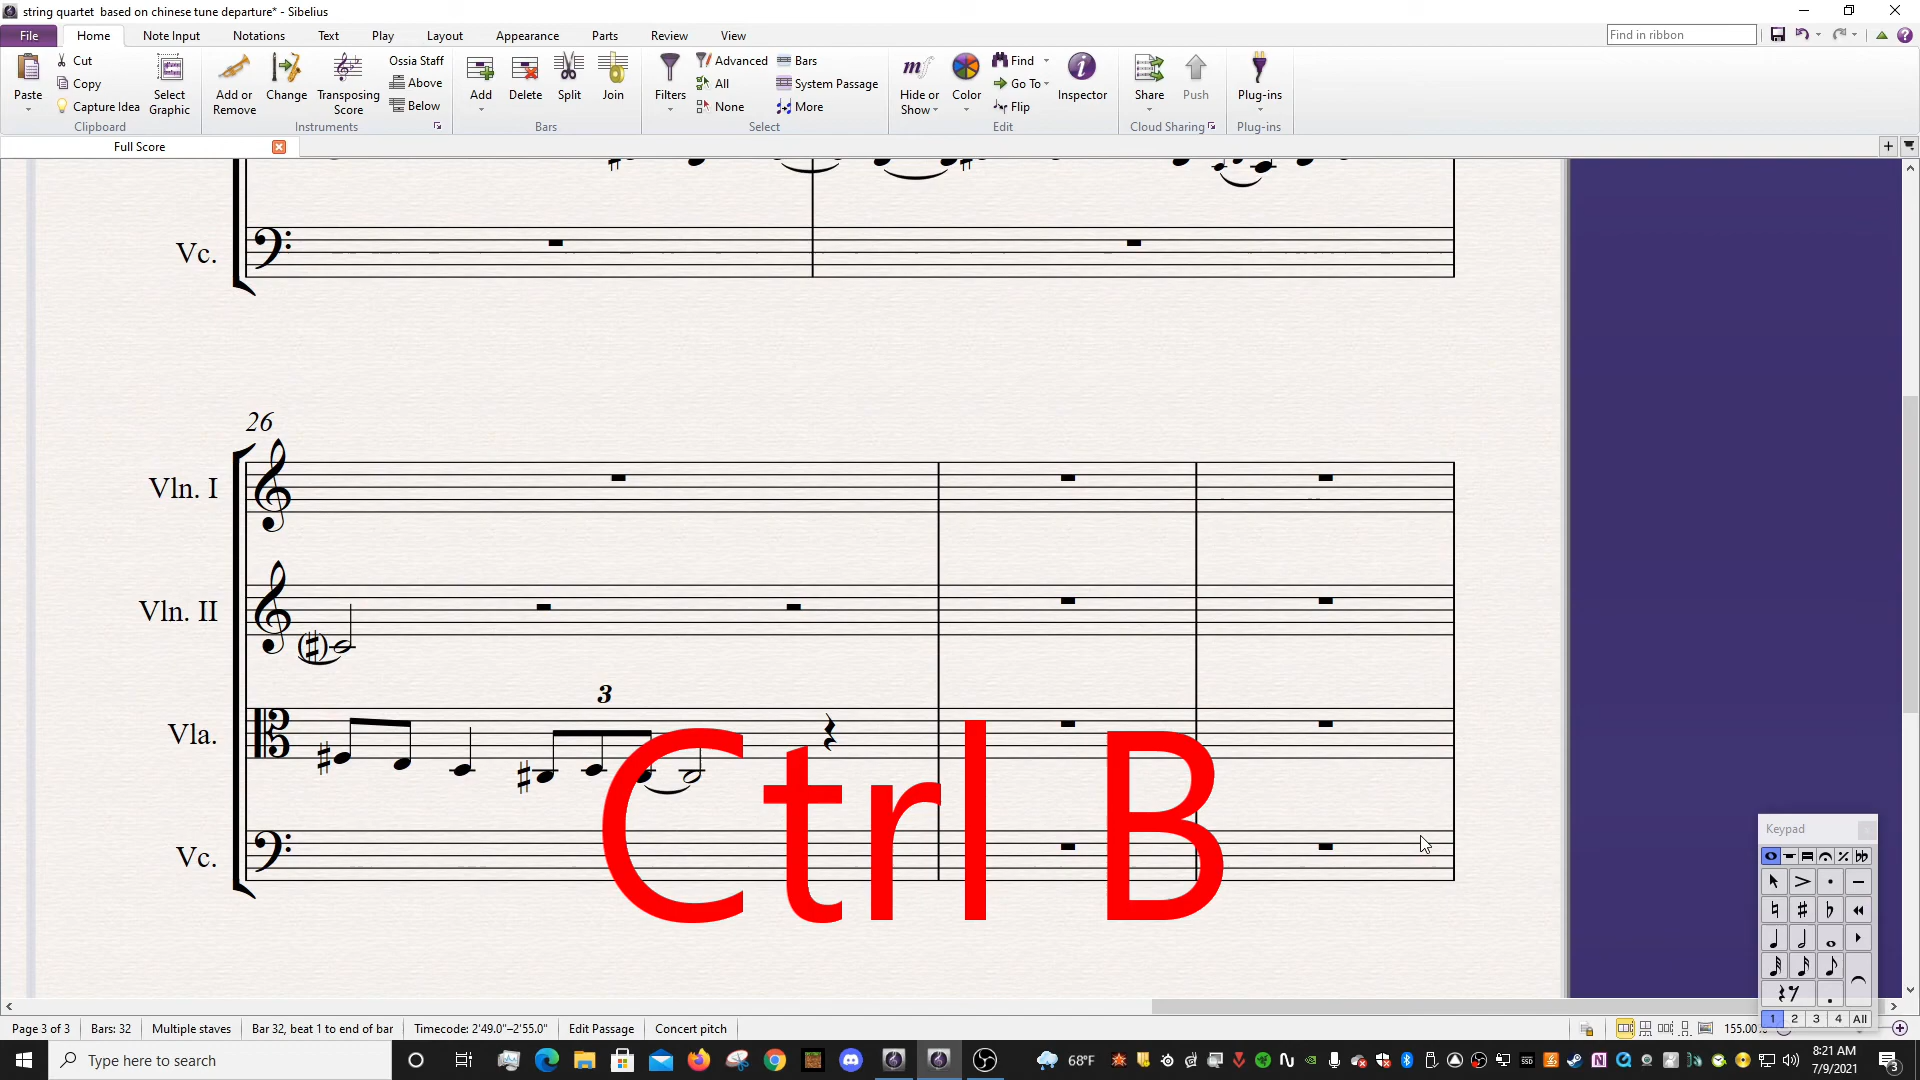 string quartet  based on chinese tune departure* - Sibelius
File
Home
Note Input
Notations
Text
Play
Layout
Appearance
Parts
Review
View
Find in ribbon
Paste
Cut
Copy
Capture Idea
Select
Graphic
Clipboard
Add or
Remove
Change
Transposing
Score
Ossia Staff
Above
Below
Instruments
Add
Delete
Split
Join
Bars
Filters
Advanced
All
None
Bars
System Passage
More
Select
Hide or
Show
Color
Find
Go To
Flip
Inspector
Edit
Share
Push
Cloud Sharing
Plug-ins
Plug-ins
Full Score
Vc.
26
Vln. I
Vln. II
3
Vla.
Vc.
Ctrl B
Keypad
1 2 3 4 All
Page 3 of 3
Bars: 32
Multiple staves
Bar 32, beat 1 to end of bar
Timecode: 2'49.0"–2'55.0"
Edit Passage
Concert pitch
155.00%
Type here to search
68°F
8:21 AM
7/9/2021
3